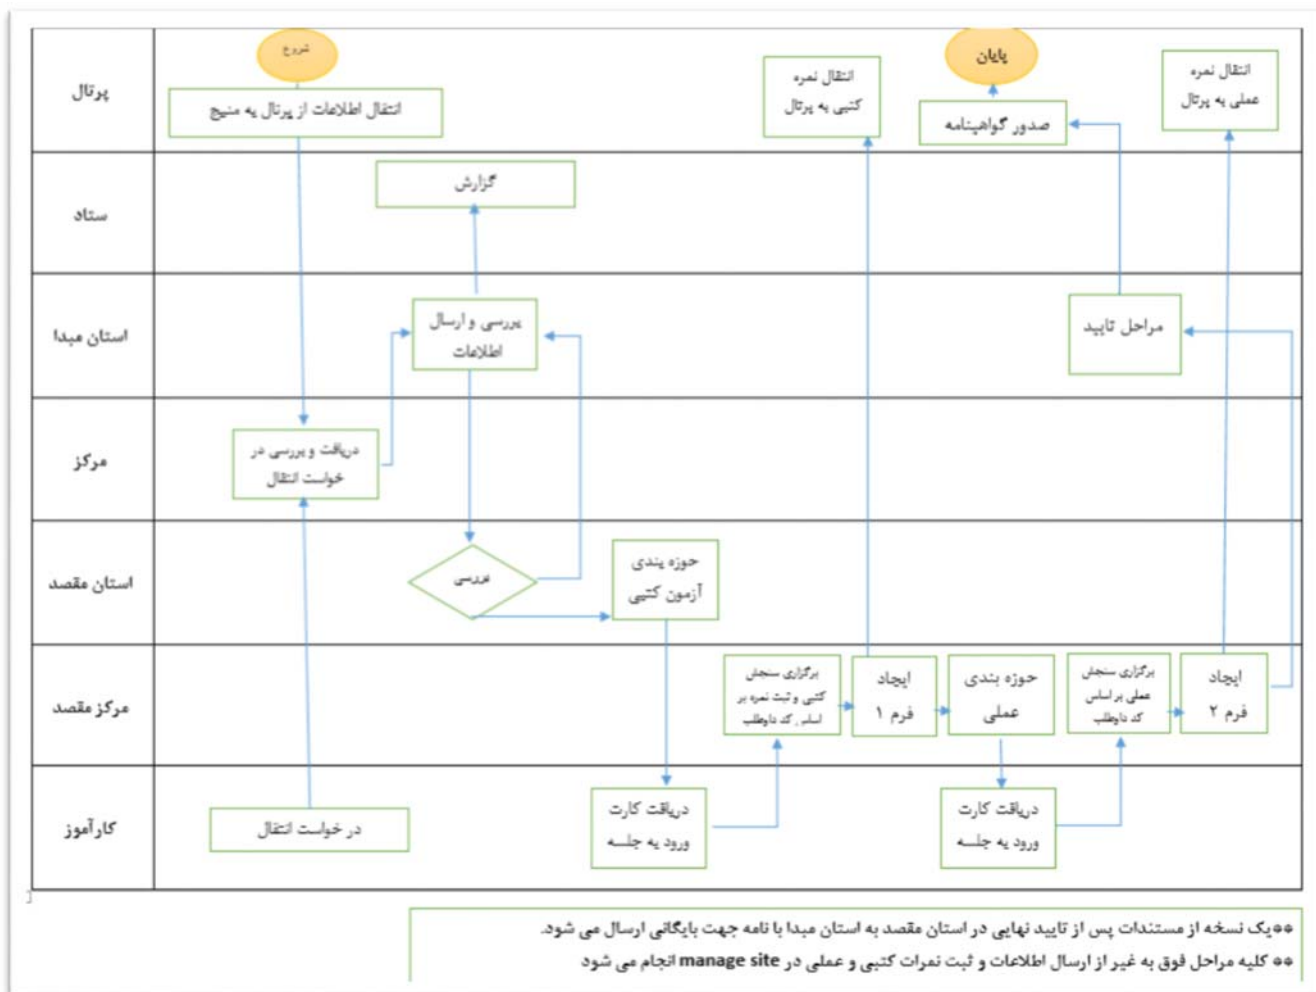 پرتال
شروع
انتقال اطلاعات از پرتال به منیج
انتقال نمره
کتبی به پرتال
پایان
صدور گواهینامه
انتقال نمره
عملی به پرتال
ستاد
گزارش
استان مبدا
بررسی و ارسال
اطلاعات
مراحل تایید
مرکز
دریافت و بررسی در
خواست انتقال
استان مقصد
بررسی
حوزه بندی
آزمون کتبی
مرکز مقصد
برگزاری سنجش
کتبی و ثبت نمره بر
اساس کد داوطلب
ایجاد
فرم ۱
حوزه بندی
عملی
برگزاری سنجش
عملی بر اساس
کد داوطلب
ایجاد
فرم ۲
کارآموز
در خواست انتقال
دریافت کارت
ورود به جلسه
دریافت کارت
ورود به جلسه
**یک نسخه از مستندات پس از تایید نهایی در استان مقصد به استان مبدا با نامه جهت بایگانی ارسال می شود.
** کلیه مراحل فوق به غیر از ارسال اطلاعات و ثبت نمرات کتبی و عملی در manage site انجام می شود